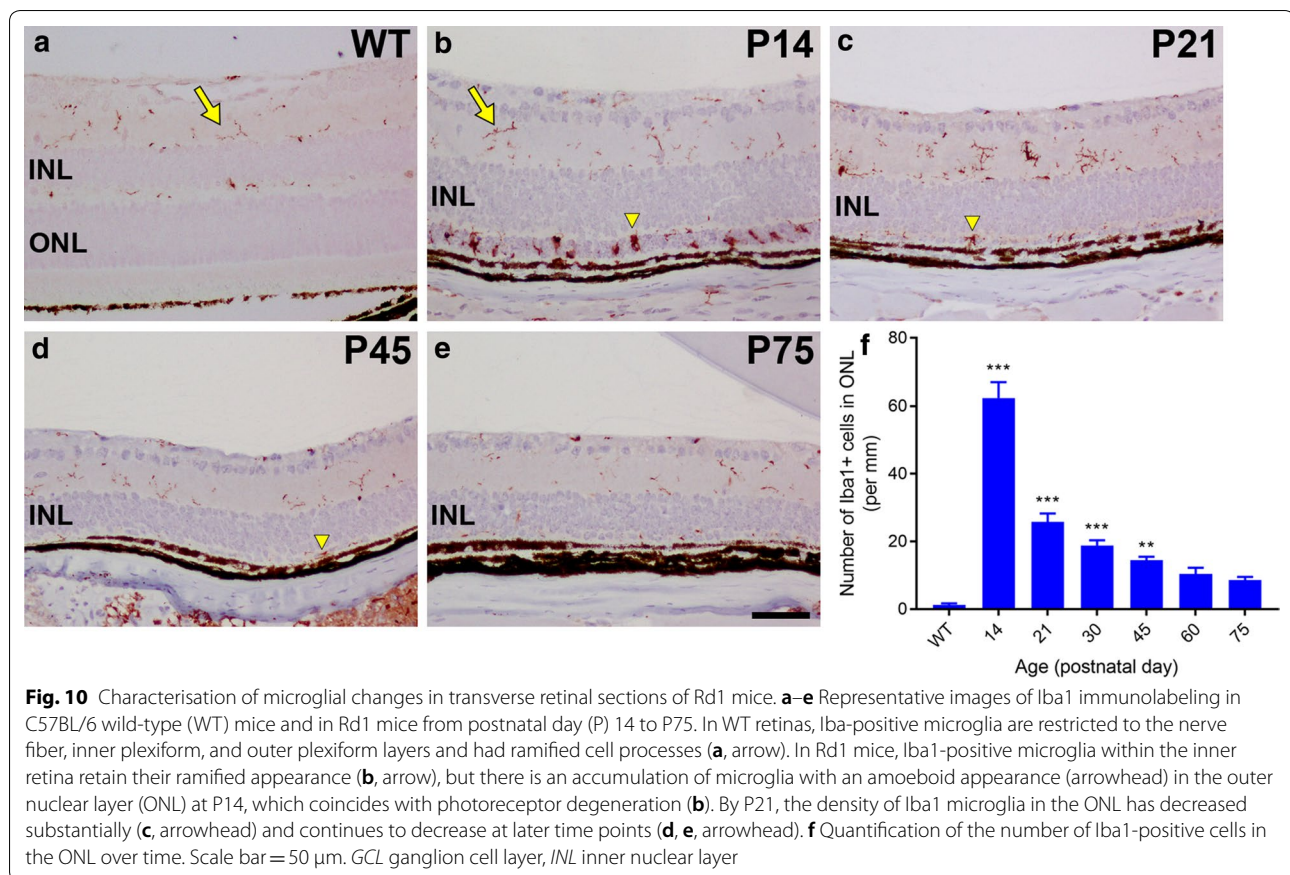 a
WT
INL
ONL
b
P14
INL
c
P21
INL
d
P45
INL
e
P75
INL
f
Number of Iba1+ cells in ONL
(per mm)
80
60
40
20
0
***
***
***
**
WT
14
21
30
45
60
75
Age (postnatal day)
Fig. 10 Characterisation of microglial changes in transverse retinal sections of Rd1 mice. a–e Representative images of Iba1 immunolabeling in
C57BL/6 wild-type (WT) mice and in Rd1 mice from postnatal day (P) 14 to P75. In WT retinas, Iba-positive microglia are restricted to the nerve
fiber, inner plexiform, and outer plexiform layers and had ramified cell processes (a, arrow). In Rd1 mice, Iba1-positive microglia within the inner
retina retain their ramified appearance (b, arrow), but there is an accumulation of microglia with an amoeboid appearance (arrowhead) in the outer
nuclear layer (ONL) at P14, which coincides with photoreceptor degeneration (b). By P21, the density of Iba1 microglia in the ONL has decreased
substantially (c, arrowhead) and continues to decrease at later time points (d, e, arrowhead). f Quantification of the number of Iba1-positive cells in
the ONL over time. Scale bar = 50 μm. GCL ganglion cell layer, INL inner nuclear layer